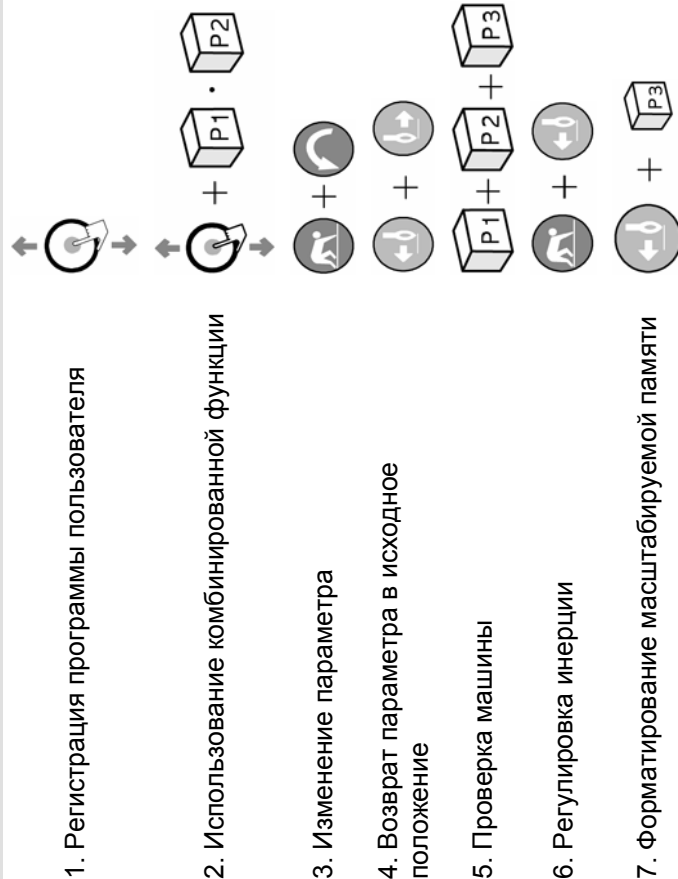 1. Регистрация программы пользователя
2. Использование комбинированной функции
+ P1 · P2
3. Изменение параметра
+
4. Возврат параметра в исходное
положение
+
5. Проверка машины
P1 + P2 + P3
6. Регулировка инерции
+
7. Форматирование масштабируемой памяти
+ P3